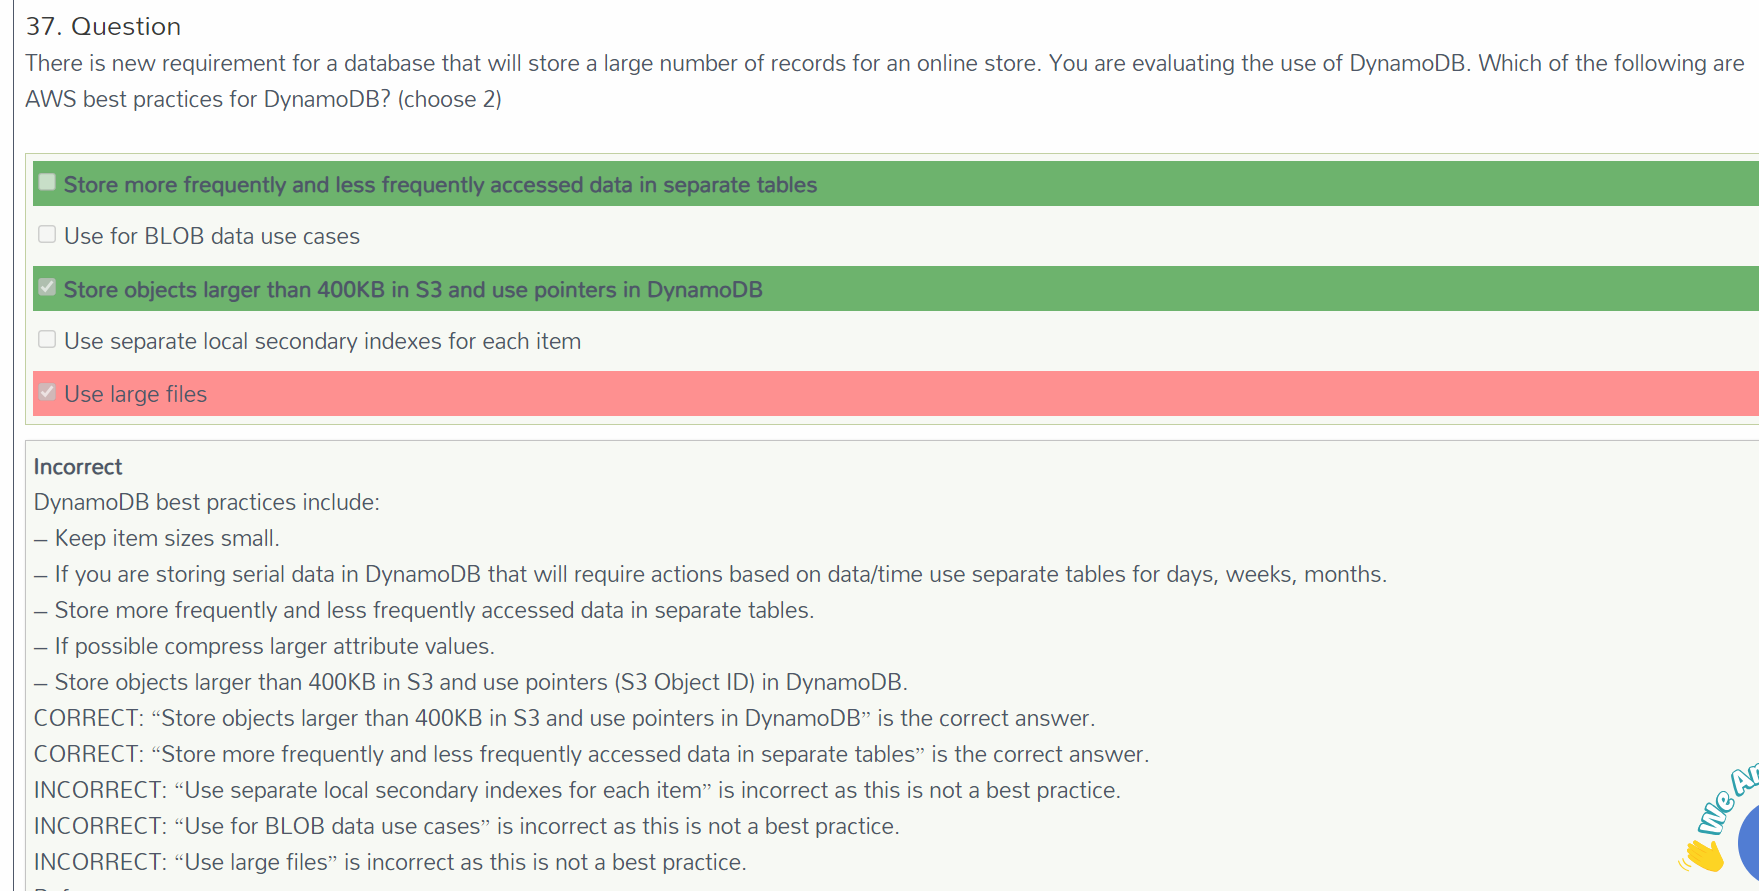 37. Question
There is new requirement for a database that will store a large number of records for an online store. You are evaluating the use of DynamoDB. Which of the following are
AWS best practices for DynamoDB? (choose 2)
Store more frequently and less frequently accessed data in separate tables
Use for BLOB data use cases
Store objects larger than 400KB in S3 and use pointers in DynamoDB
Use separate local secondary indexes for each item
Use large files
Incorrect
DynamoDB best practices include:
– Keep item sizes small.
– If you are storing serial data in DynamoDB that will require actions based on data/time use separate tables for days, weeks, months.
– Store more frequently and less frequently accessed data in separate tables.
– If possible compress larger attribute values.
– Store objects larger than 400KB in S3 and use pointers (S3 Object ID) in DynamoDB.
CORRECT: “Store objects larger than 400KB in S3 and use pointers in DynamoDB” is the correct answer.
CORRECT: “Store more frequently and less frequently accessed data in separate tables” is the correct answer.
INCORRECT: “Use separate local secondary indexes for each item” is incorrect as this is not a best practice.
INCORRECT: “Use for BLOB data use cases” is incorrect as this is not a best practice.
INCORRECT: “Use large files” is incorrect as this is not a best practice.
We